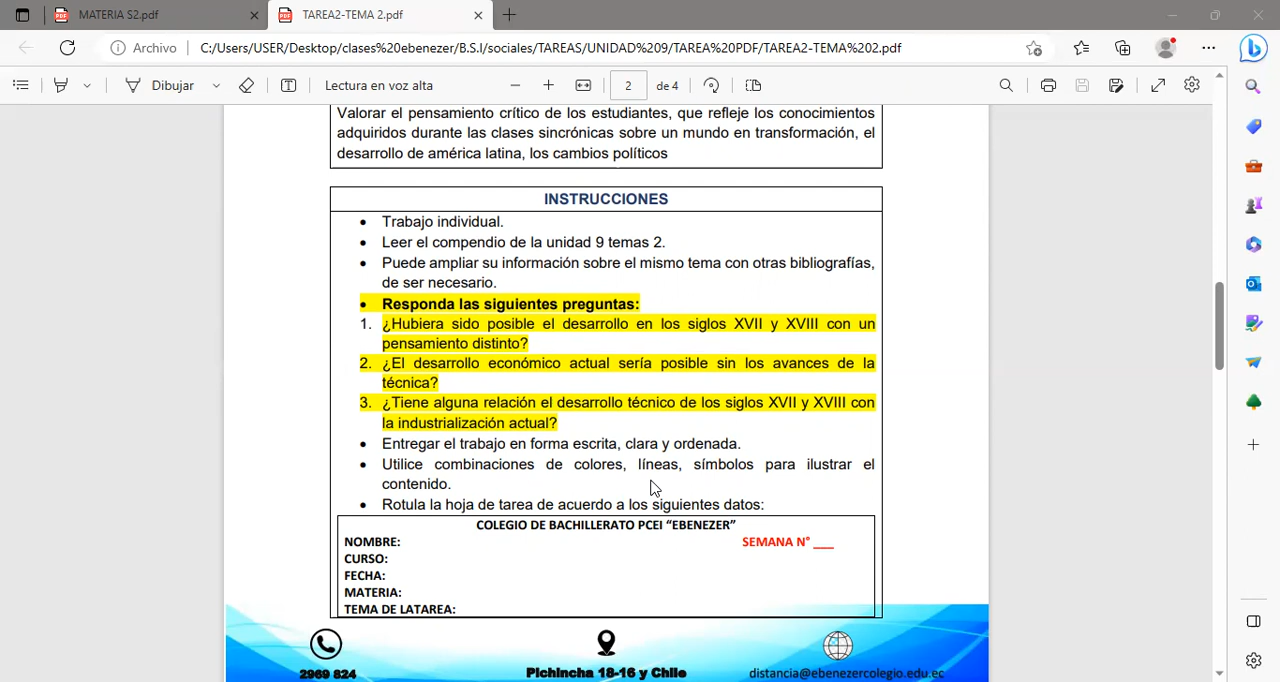 MATERIA S2.pdf
TAREA2-TEMA 2.pdf
Archivo
C:/Users/USER/Desktop/clases%20ebenezer/B.S.I/sociales/TAREAS/UNIDAD%209/TAREA%20PDF/TAREA2-TEMA%202.pdf
Dibujar
Lectura en voz alta
2
de 4
Valorar el pensamiento crítico de los estudiantes, que refleje los conocimientos
adquiridos durante las clases sincrónicas sobre un mundo en transformación, el
desarrollo de américa latina, los cambios políticos
INSTRUCCIONES
• Trabajo individual.
• Leer el compendio de la unidad 9 temas 2.
• Puede ampliar su información sobre el mismo tema con otras bibliografías,
de ser necesario.
• Responda las siguientes preguntas:
1. ¿Hubiera sido posible el desarrollo en los siglos XVII y XVIII con un
pensamiento distinto?
2. ¿El desarrollo económico actual sería posible sin los avances de la
técnica?
3. ¿Tiene alguna relación el desarrollo técnico de los siglos XVII y XVIII con
la industrialización actual?
• Entregar el trabajo en forma escrita, clara y ordenada.
• Utilice combinaciones de colores, líneas, símbolos para ilustrar el
contenido.
• Rotula la hoja de tarea de acuerdo a los siguientes datos:
COLEGIO DE BACHILLERATO PCEI “EBENEZER”
NOMBRE:
SEMANA N° ___
CURSO:
FECHA:
MATERIA:
TEMA DE LATAREA:
2969 824
Pichincha 18-16 y Chile
distancia@ebenezercolegio.edu.ec